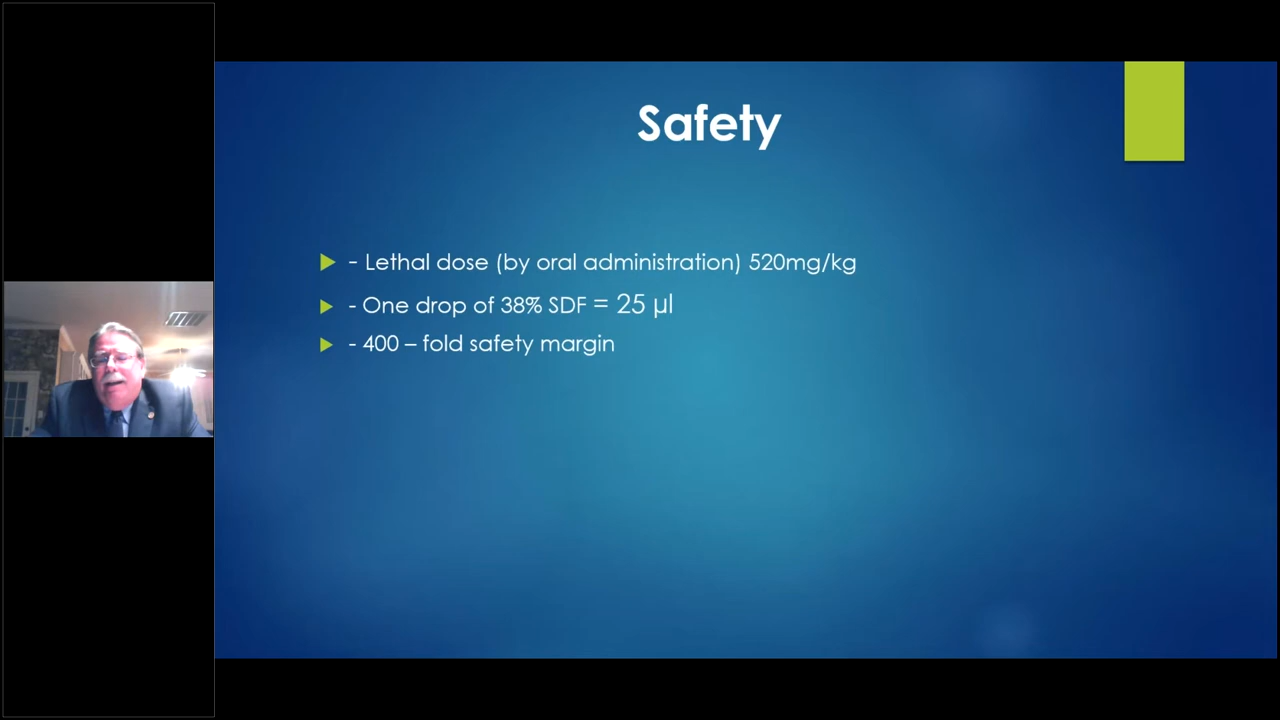 Safety
- Lethal dose (by oral administration) 520mg/kg
- One drop of 38% SDF = 25 µl
- 400 – fold safety margin